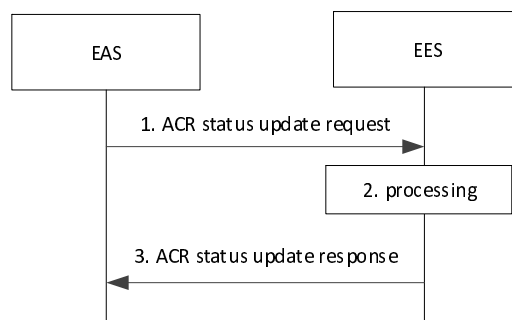 EAS
EES
1. ACR status update request
2. processing
3. ACR status update response